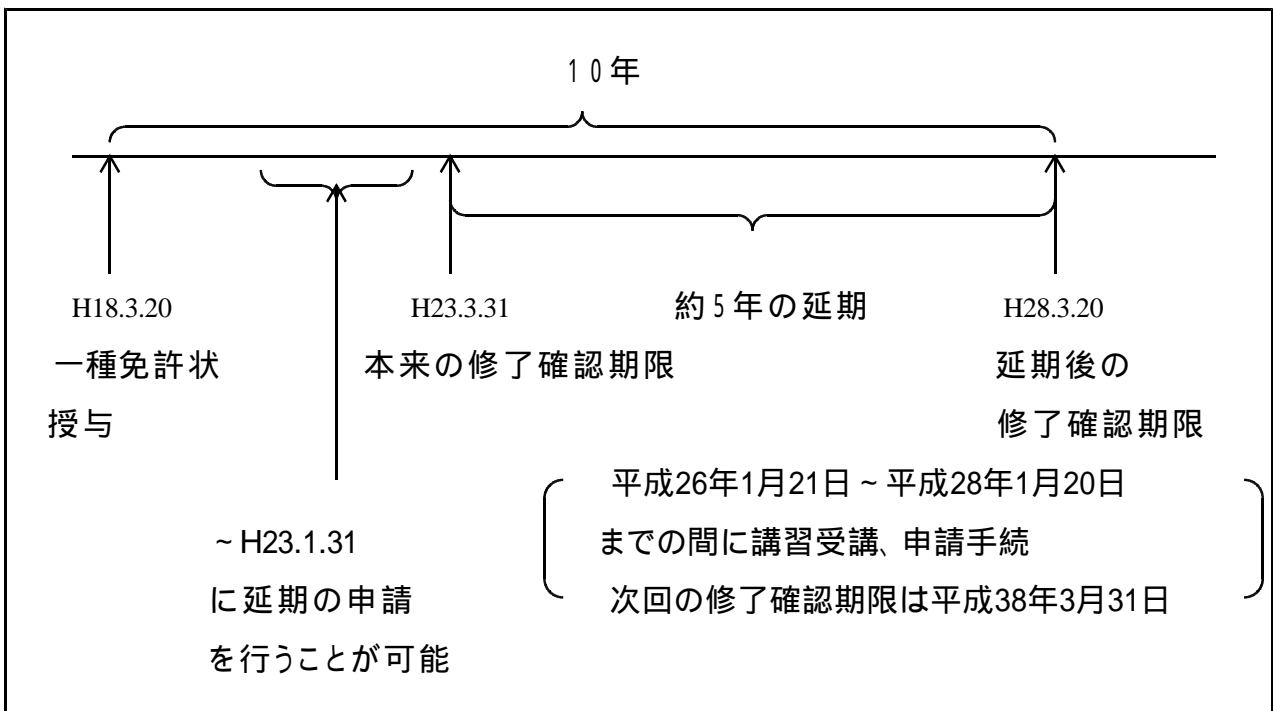 10年
H18.3.20
一種免許状
授与
H23.3.31
本来の修了確認期限
約5年の延期
H28.3.20
延期後の
修了確認期限
~H23.1.31
に延期の申請
を行うことが可能
平成26年1月21日~平成28年1月20日
までの間に講習受講、申請手続
次回の修了確認期限は平成38年3月31日